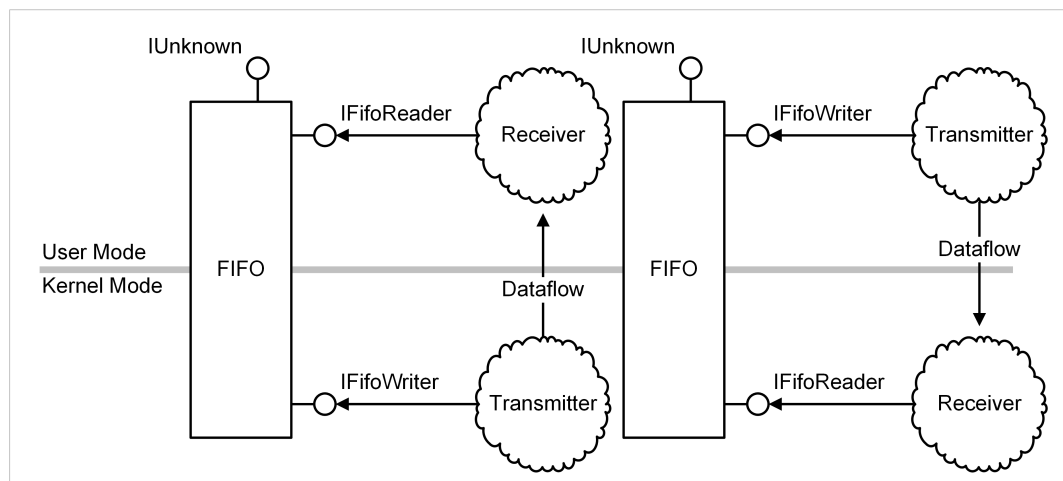 IUnknown
IUnknown
IFifoReader
IFifoWriter
Receiver
Transmitter
User Mode
FIFO
FIFO
Dataflow
Kernel Mode
Dataflow
IFifoWriter
IFifoReader
Transmitter
Receiver